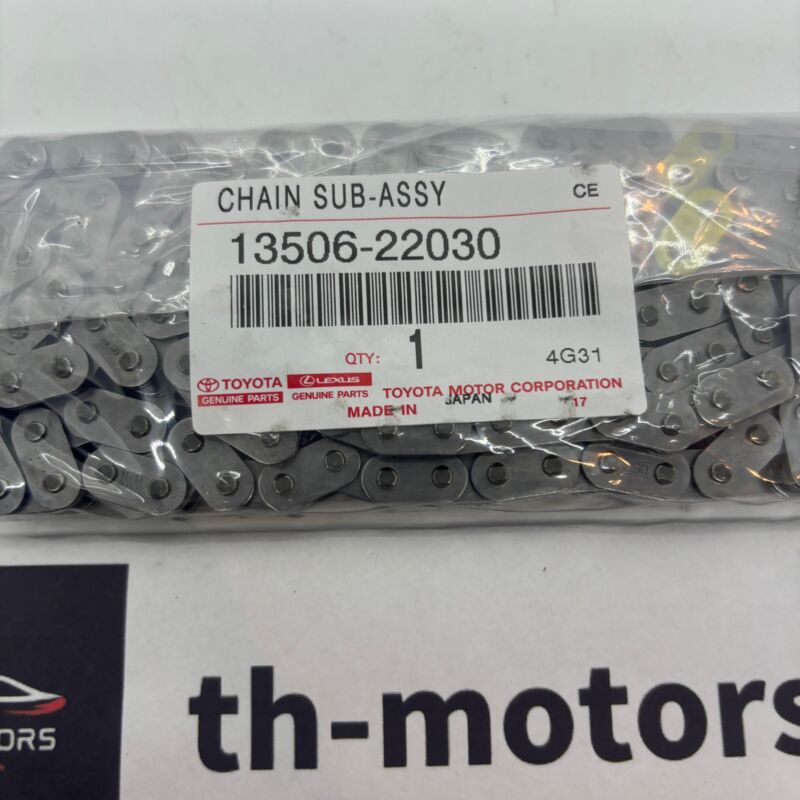 CHAIN SUB-ASSY CE
13506-22030
QTY: 1 4G31
TOYOTA LEXUS TOYOTA MOTOR CORPORATION
GENUINE PARTS GENUINE PARTS MADE IN JAPAN 17
th-motors
ORS